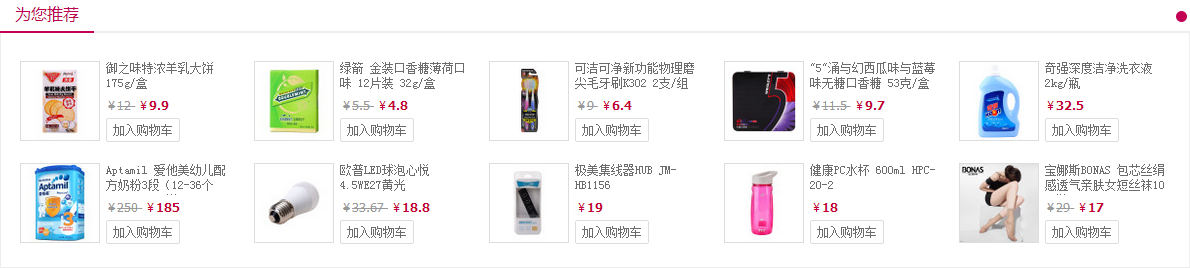 为您推荐
御之味特浓羊乳大饼
175g/盒
￥12 ￥9.9
加入购物车
绿箭 金装口香糖薄荷口
味 12片装 32g/盒
￥5.5 ￥4.8
加入购物车
可洁可净新功能物理磨
尖毛牙刷K302 2支/组
￥9 ￥6.4
加入购物车
"5"涌与幻西瓜味与蓝莓
味无糖口香糖 53克/盒
￥11.5 ￥9.7
加入购物车
奇强深度洁净洗衣液
2kg/瓶
￥32.5
加入购物车
Aptamil
Aptamil 爱他美幼儿配
方奶粉3段（12-36个
￥250 ￥185
加入购物车
欧普LED球泡心悦
4.5WE27黄光
￥33.67 ￥18.8
加入购物车
极美集线器HUB JM-
HB1156
￥19
加入购物车
健康PC水杯 600ml HPC-
20-2
￥18
加入购物车
BONAS
宝娜斯BONAS 包芯丝绢
感透气亲肤女短丝袜10
￥29 ￥17
加入购物车